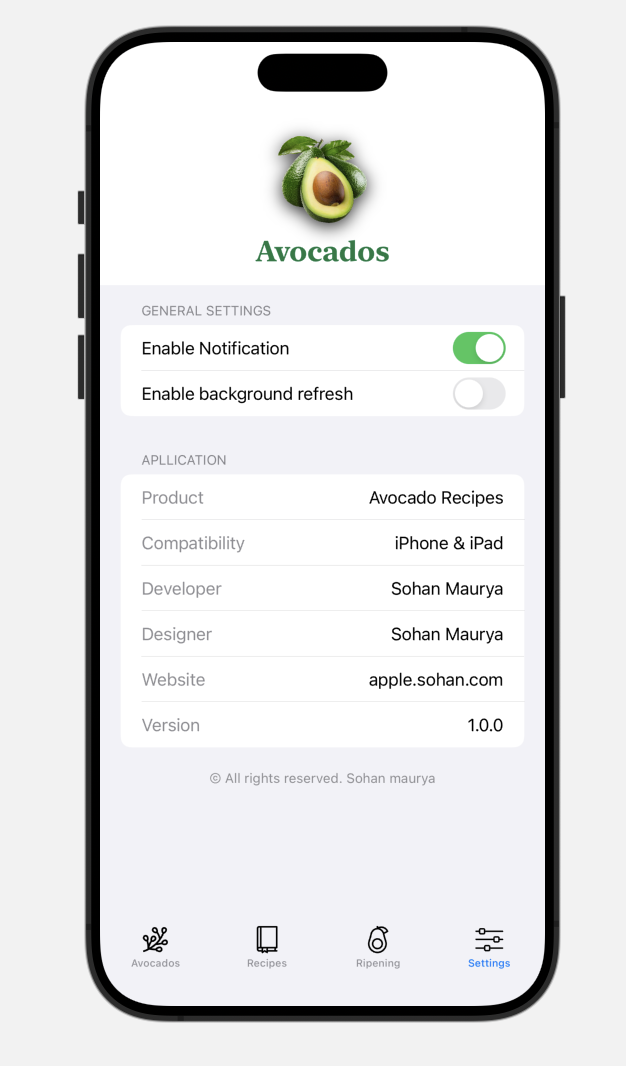 Avocados
GENERAL SETTINGS
Enable Notification
Enable background refresh
APLLICATION
Product Avocado Recipes
Compatibility iPhone & iPad
Developer Sohan Maurya
Designer Sohan Maurya
Website apple.sohan.com
Version 1.0.0
© All rights reserved. Sohan maurya
Avocados Recipes Ripening Settings